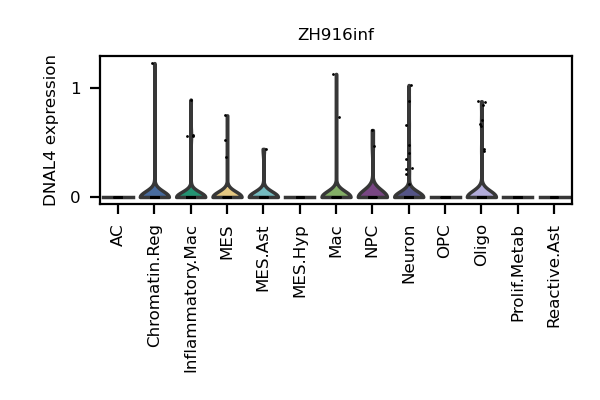 ZH916inf
DNAL4 expression
1
0
AC
Chromatin.Reg
Inflammatory.Mac
MES
MES.Ast
MES.Hyp
Mac
NPC
Neuron
OPC
Oligo
Prolif.Metab
Reactive.Ast